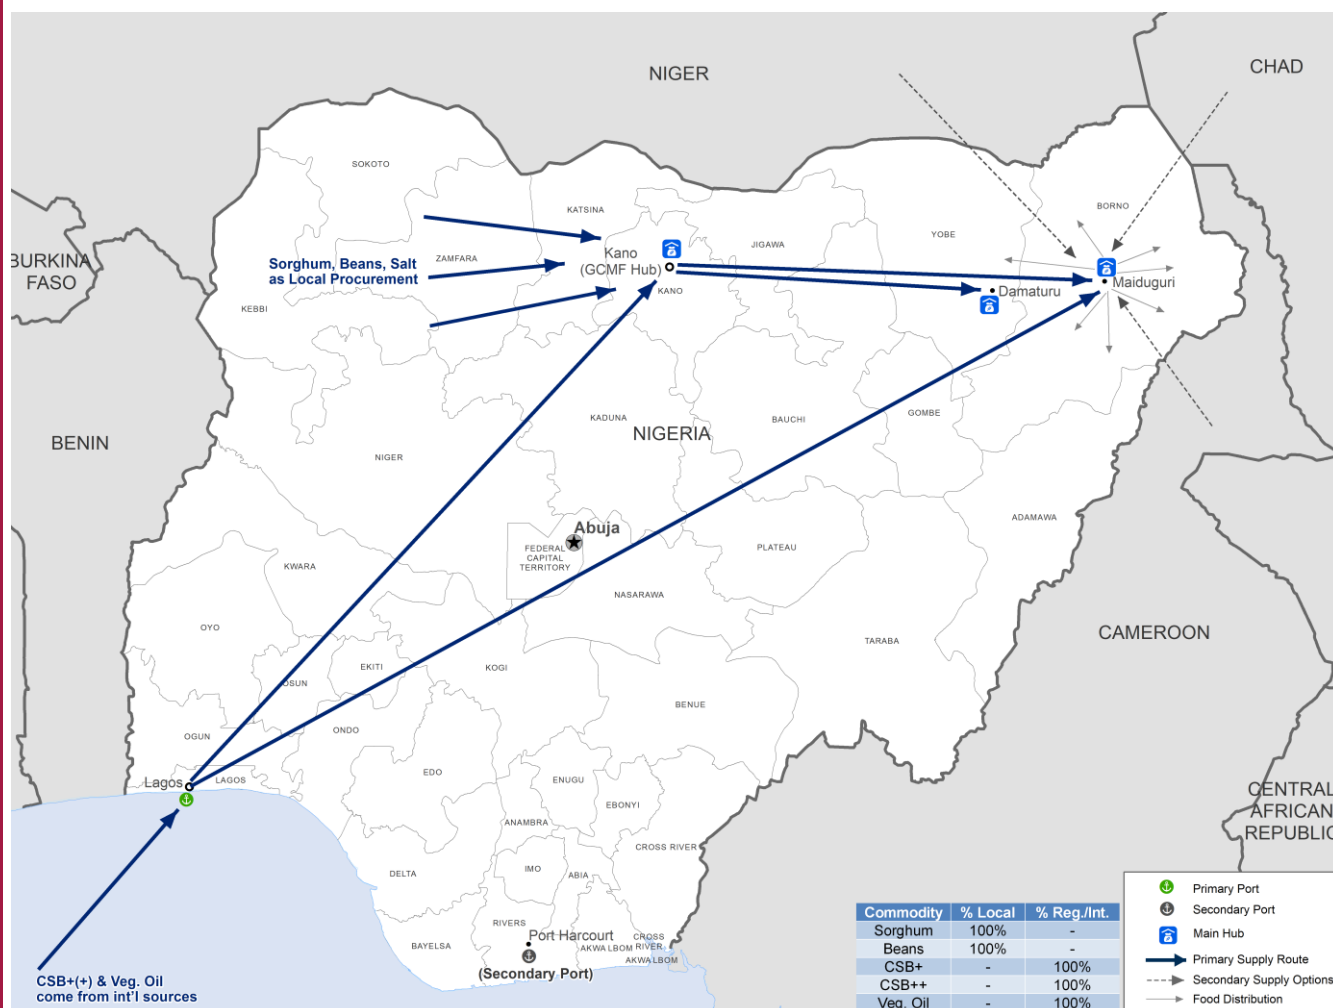 NIGER
CHAD
SOKOTO
KATSINA
BORNO
ZAMFARA
Kano
(GCMF Hub)
JIGAWA
YOBE
BURKINA
FASO
Sorghum, Beans, Salt
as Local Procurement
KANO
Damaturu
Maiduguri
KEBBI
KADUNA
BAUCHI
GOMBE
NIGERIA
BENIN
NIGER
ADAMAWA
Abuja
FEDERAL
CAPITAL
TERRITORY
PLATEAU
KWARA
NASARAWA
OYO
TARABA
CAMEROON
EKITI
KOGI
OSUN
BENUE
OGUN
ONDO
Lagos
LAGOS
EDO
ENUGU
EBONYI
CENTRAL
AFRICAN
REPUBLIC
ANAMBRA
CROSS RIVER
DELTA
IMO
ABIA
RIVERS
Port Harcourt
BAYELSA
AKWA LBOM
CROSS
RIVER
AKWA LBOM
(Secondary Port)
CSB+(+) & Veg. Oil
come from int'l sources
Commodity % Local % Reg./Int.
Sorghum 100% -
Beans 100% -
CSB+ - 100%
CSB++ - 100%
Veg. Oil - 100%
Primary Port
Secondary Port
Main Hub
Primary Supply Route
Secondary Supply Options
Food Distribution